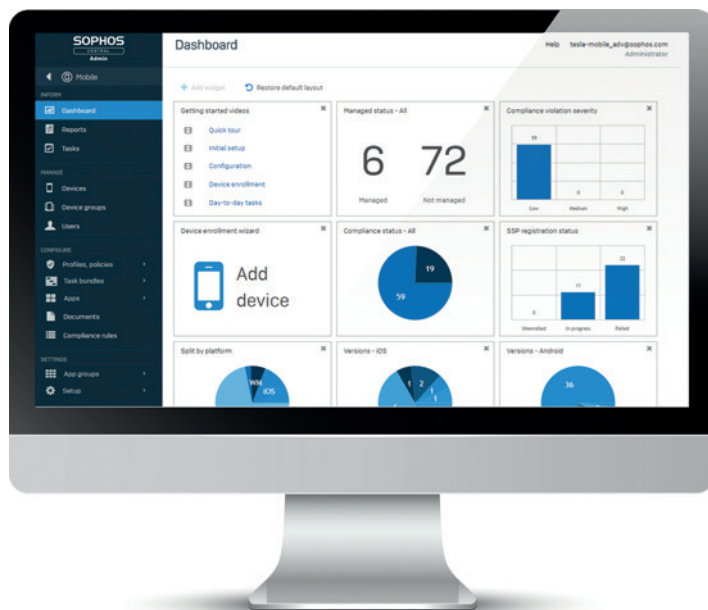 SOPHOS
CENTRAL
Admin
Mobile
INFORM
Dashboard
Reports
Tasks
MANAGE
Devices
Device groups
Users
CONFIGURE
Profiles, policies
Task bundles
Apps
Documents
Compliance rules
SETTINGS
App groups
Setup
Dashboard
Help tesla-mobile_adv@sophos.com
Administrator
Add widget Restore default layout
Getting started videos
Quick tour
Initial setup
Configuration
Device enrollment
Day-to-day tasks
Managed status - All
6 72
Managed Not managed
Compliance violation severity
59 0 0
Low Medium High
Device enrollment wizard
Add
device
Compliance status - All
19
59
SSP registration status
22
11
0
Unenrolled In progress Failed
Split by platform
iOS
Versions - iOS
1 2
1
1
Versions - Android
36